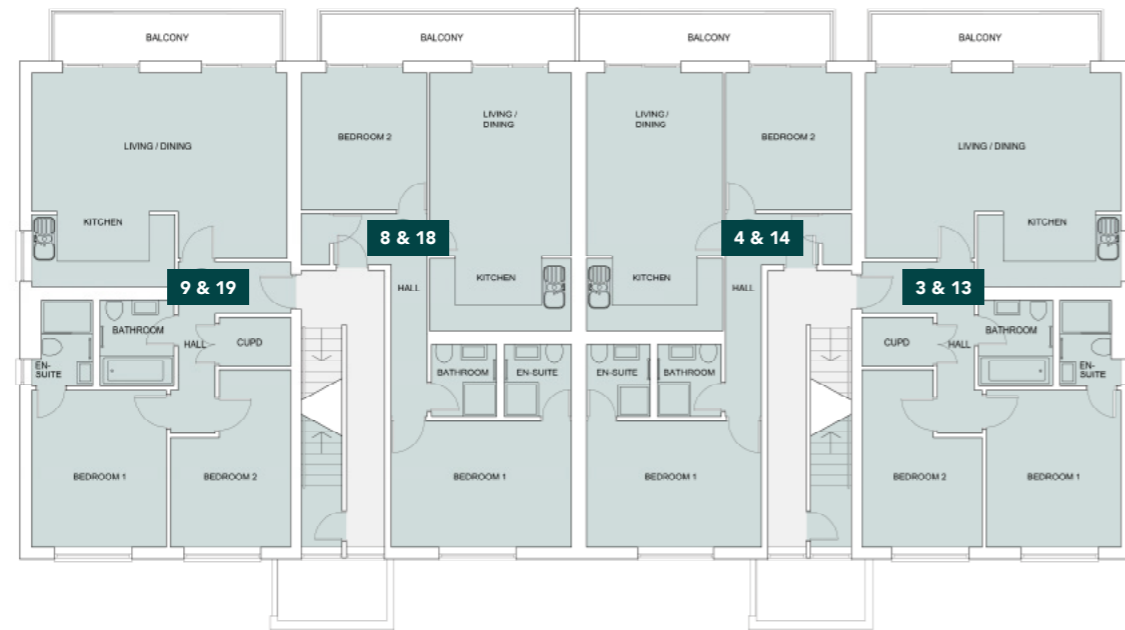 BALCONY
BALCONY
BALCONY
BALCONY
LIVING / DINING
BEDROOM 2
LIVING /
DINING
LIVING /
DINING
BEDROOM 2
LIVING / DINING
KITCHEN
8 & 18
4 & 14
KITCHEN
9 & 19
HALL
KITCHEN
KITCHEN
HALL
3 & 13
BATHROOM
HALL
CUPD
CUPD
HALL
BATHROOM
EN-
SUITE
BATHROOM
EN-SUITE
EN-SUITE
BATHROOM
EN-
SUITE
BEDROOM 1
BEDROOM 2
BEDROOM 1
BEDROOM 1
BEDROOM 2
BEDROOM 1